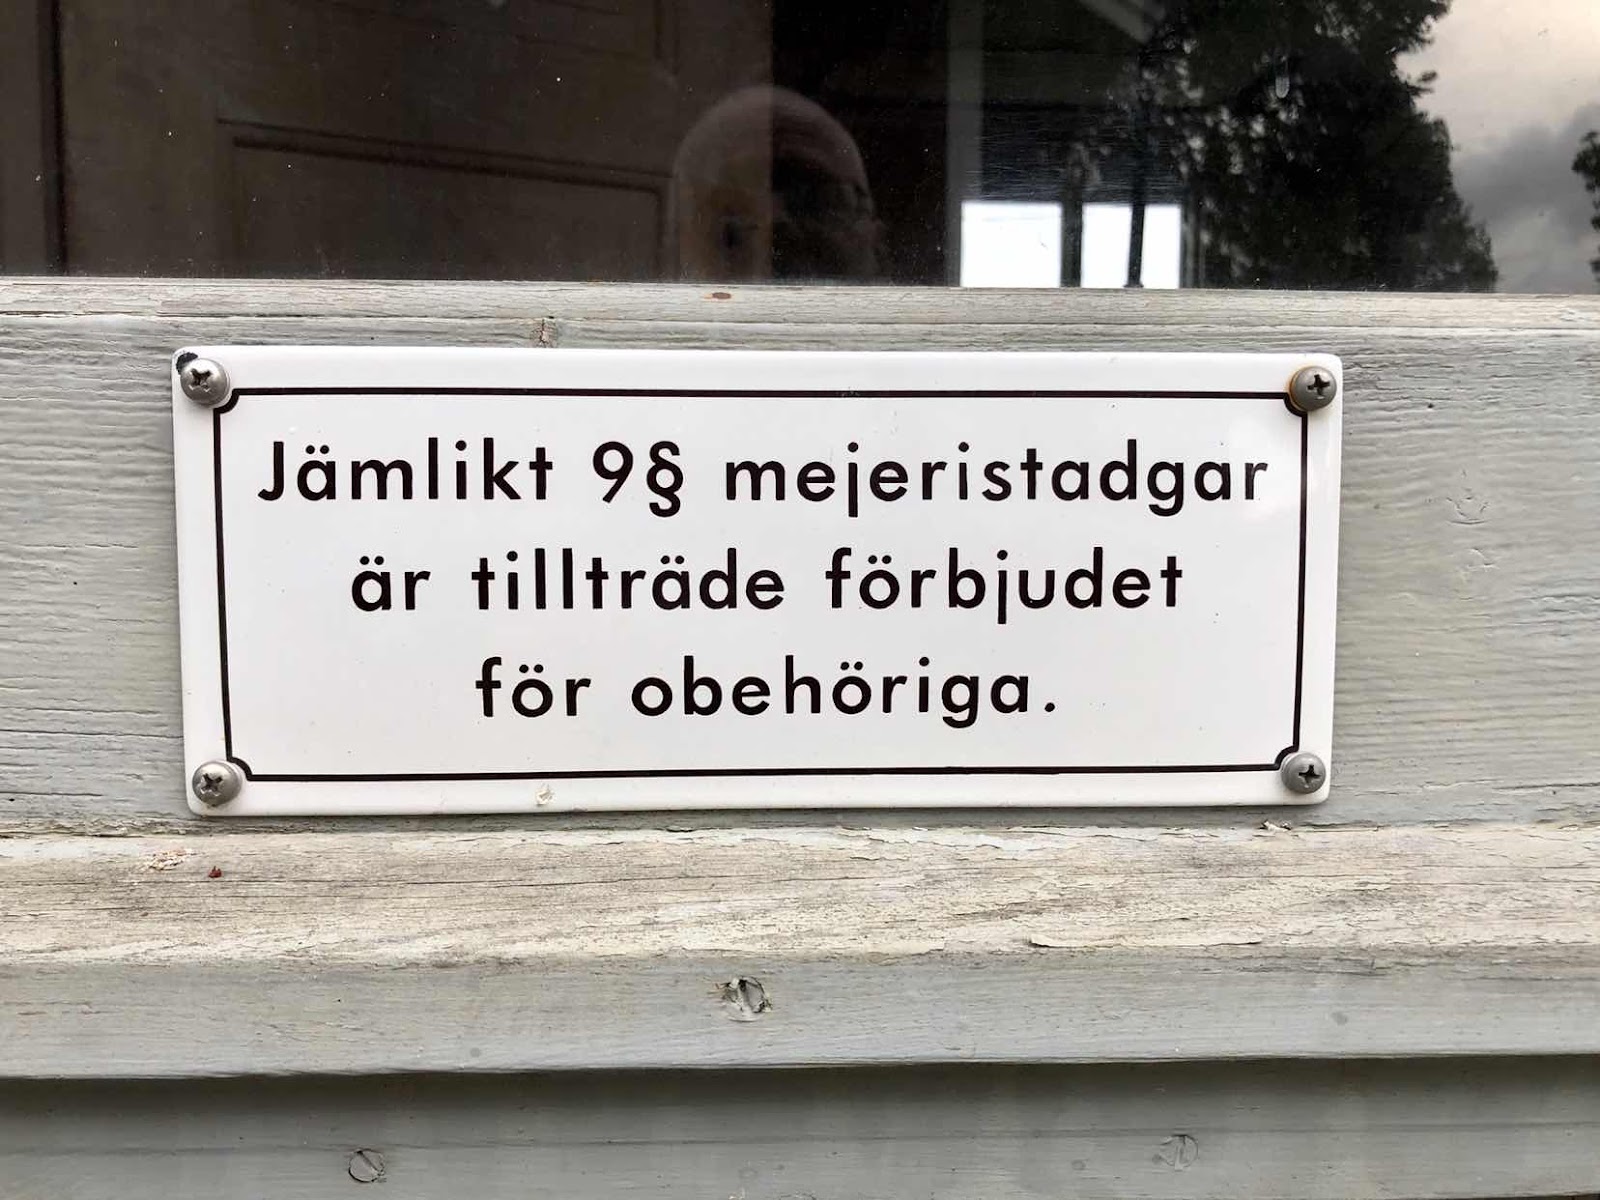 Jämlikt 9§ mejeristadgar
är tillträde förbjudet
för obehöriga.